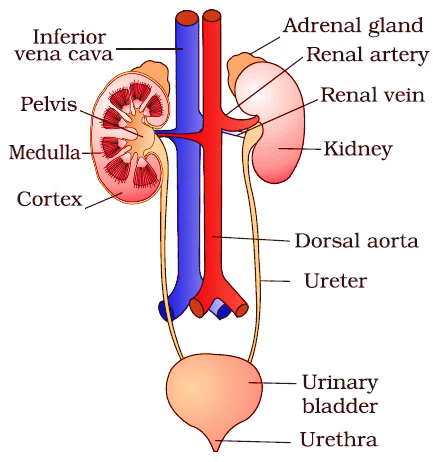 Inferior
vena cava
Pelvis
Medulla
Cortex
Adrenal gland
Renal artery
Renal vein
Kidney
Dorsal aorta
Ureter
Urinary
bladder
Urethra